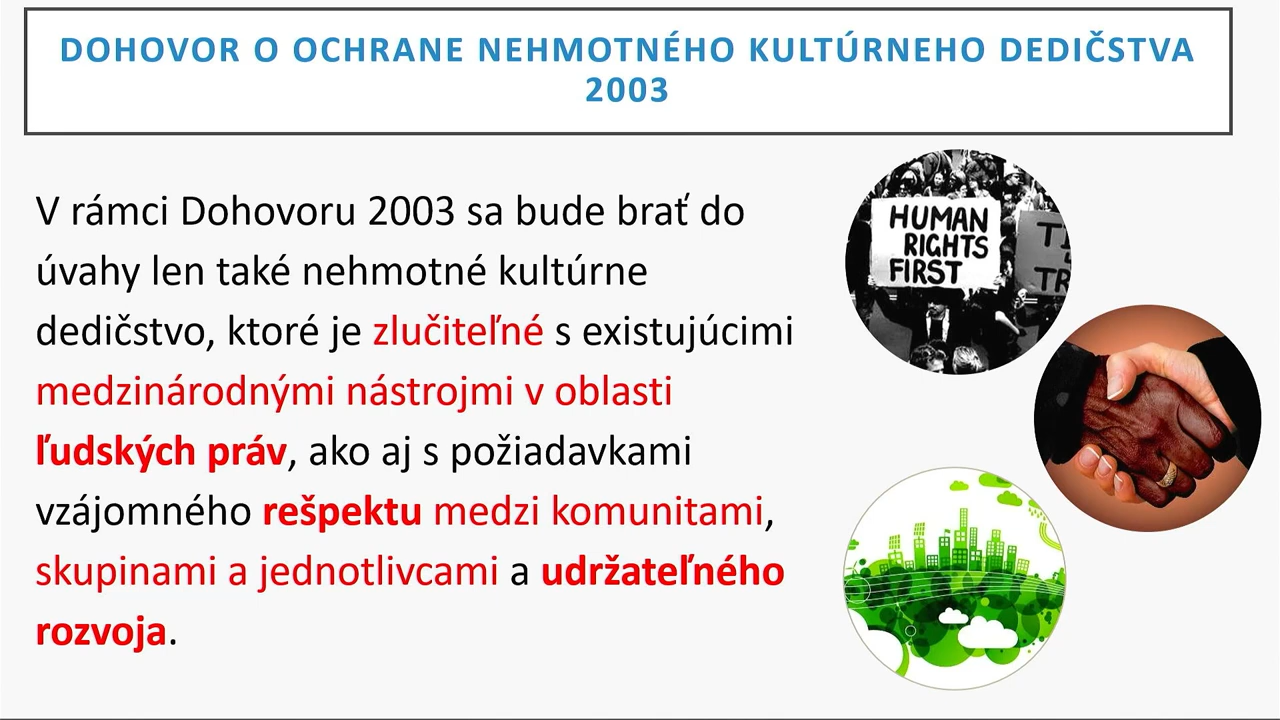 DOHOVOR O OCHRANE NEHMOTNÉHO KULTÚRNEHO DEDIČSTVA
2003
V rámci Dohovoru 2003 sa bude brať do
úvahy len také nehmotné kultúrne
dedičstvo, ktoré je zlučiteľné s existujúcimi
medzinárodnými nástrojmi v oblasti
ľudských práv, ako aj s požiadavkami
vzájomného rešpektu medzi komunitami,
skupinami a jednotlivcami a udržateľného
rozvoja.
HUMAN
RIGHTS
FIRST